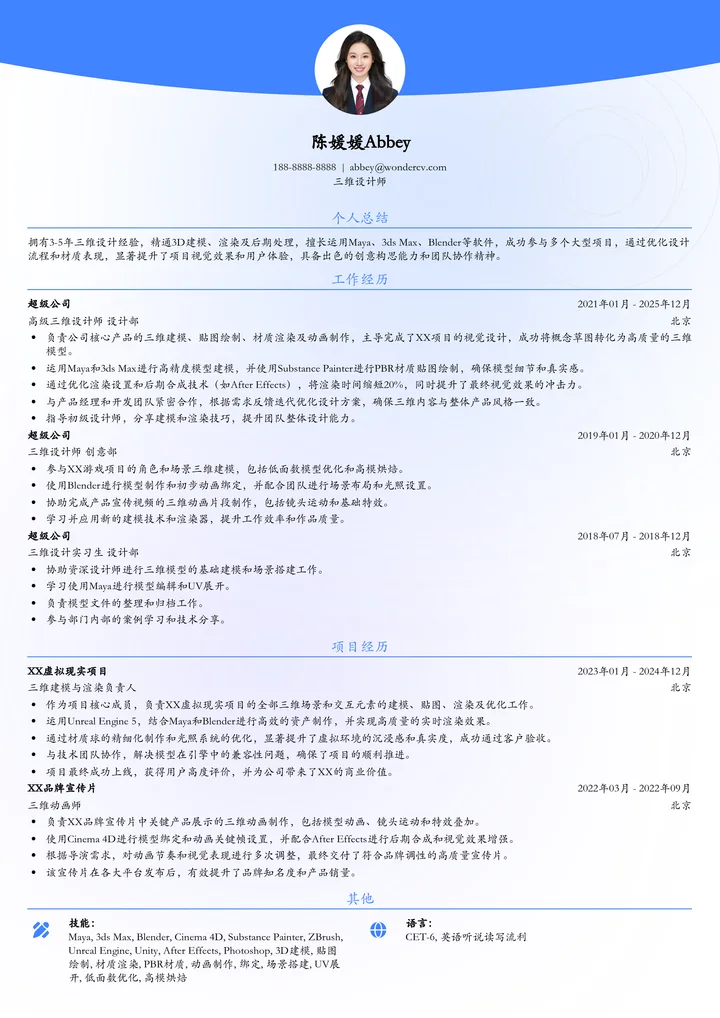 陈媛媛Abbey
188-8888-8888 | abbey@wondercv.com
三维设计师
个人总结
拥有3-5年三维设计经验，精通3D建模、渲染及后期处理，擅长运用Maya、3ds Max、Blender等软件，成功参与多个大型项目，通过优化设计
流程和材质表现，显著提升了项目视觉效果和用户体验，具备出色的创意构思能力和团队协作精神。
工作经历
超级公司 2021年01月 - 2025年12月
高级三维设计师 设计部 北京
• 负责公司核心产品的三维建模、贴图绘制、材质渲染及动画制作，主导完成了XX项目的视觉设计，成功将概念草图转化为高质量的三维
模型。
• 运用Maya和3ds Max进行高精度模型建模，并使用Substance Painter进行PBR材质贴图绘制，确保模型细节和真实感。
• 通过优化渲染设置和后期合成技术（如After Effects），将渲染时间缩短20%，同时提升了最终视觉效果的冲击力。
• 与产品经理和开发团队紧密合作，根据需求反馈迭代优化设计方案，确保三维内容与整体产品风格一致。
• 指导初级设计师，分享建模和渲染技巧，提升团队整体设计能力。
超级公司 2019年01月 - 2020年12月
三维设计师 创意部 北京
• 参与XX游戏项目的角色和场景三维建模，包括低面数模型优化和高模烘焙。
• 使用Blender进行模型制作和初步动画绑定，并配合团队进行场景布局和光照设置。
• 协助完成产品宣传视频的三维动画片段制作，包括镜头运动和基础特效。
• 学习并应用新的建模技术和渲染器，提升工作效率和作品质量。
超级公司 2018年07月 - 2018年12月
三维设计实习生 设计部 北京
• 协助资深设计师进行三维模型的基础建模和场景搭建工作。
• 学习使用Maya进行模型编辑和UV展开。
• 负责模型文件的整理和归档工作。
• 参与部门内部的案例学习和技术分享。
项目经历
XX虚拟现实项目 2023年01月 - 2024年12月
三维建模与渲染负责人 北京
• 作为项目核心成员，负责XX虚拟现实项目的全部三维场景和交互元素的建模、贴图、渲染及优化工作。
• 运用Unreal Engine 5，结合Maya和Blender进行高效的资产制作，并实现高质量的实时渲染效果。
• 通过材质球的精细化制作和光照系统的优化，显著提升了虚拟环境的沉浸感和真实度，成功通过客户验收。
• 与技术团队协作，解决模型在引擎中的兼容性问题，确保了项目的顺利推进。
• 项目最终成功上线，获得用户高度评价，并为公司带来了XX的商业价值。
XX品牌宣传片 2022年03月 - 2022年09月
三维动画师 北京
• 负责XX品牌宣传片中关键产品展示的三维动画制作，包括模型动画、镜头运动和特效叠加。
• 使用Cinema 4D进行模型绑定和动画关键帧设置，并配合After Effects进行后期合成和视觉效果增强。
• 根据导演需求，对动画节奏和视觉表现进行多次调整，最终交付了符合品牌调性的高质量宣传片。
• 该宣传片在各大平台发布后，有效提升了品牌知名度和产品销量。
其他
技能：
Maya, 3ds Max, Blender, Cinema 4D, Substance Painter, ZBrush,
Unreal Engine, Unity, After Effects, Photoshop, 3D建模, 贴图
绘制, 材质渲染, PBR材质, 动画制作, 绑定, 场景搭建, UV展
开, 低面数优化, 高模烘焙
语言：
CET-6, 英语听说读写流利